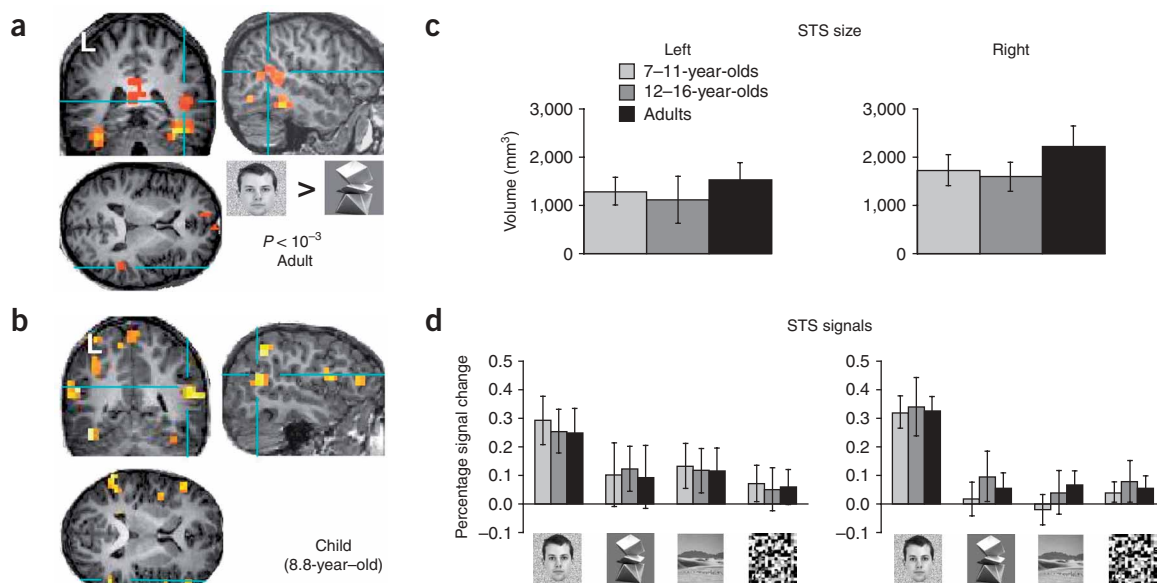 a
L
>
P < 10⁻³
Adult
b
L
Child
(8.8-year–old)
c
STS size
Left
Right
7–11-year-olds
12–16-year-olds
Adults
Volume (mm³)
3,000
2,000
1,000
0
3,000
2,000
1,000
0
d
STS signals
Percentage signal change
0.5
0.4
0.3
0.2
0.1
0.0
–0.1
0.5
0.4
0.3
0.2
0.1
0.0
–0.1